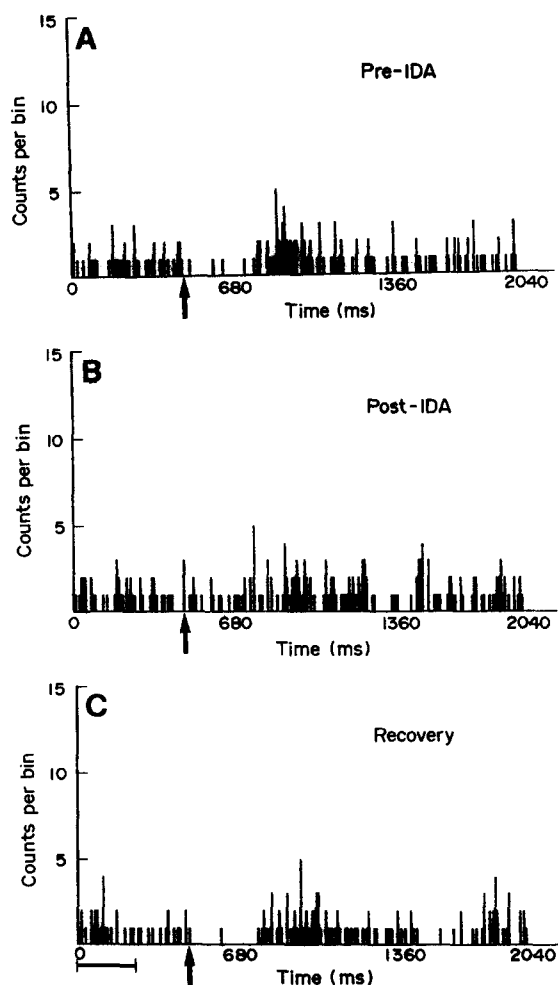 A
Pre-IDA
15
10
5
Counts per bin
0 680 1360 2040
Time (ms)
B
Post-IDA
15
10
5
Counts per bin
0 680 1360 2040
Time (ms)
C
Recovery
15
10
5
Counts per bin
0 680 1360 2040
Time (ms)